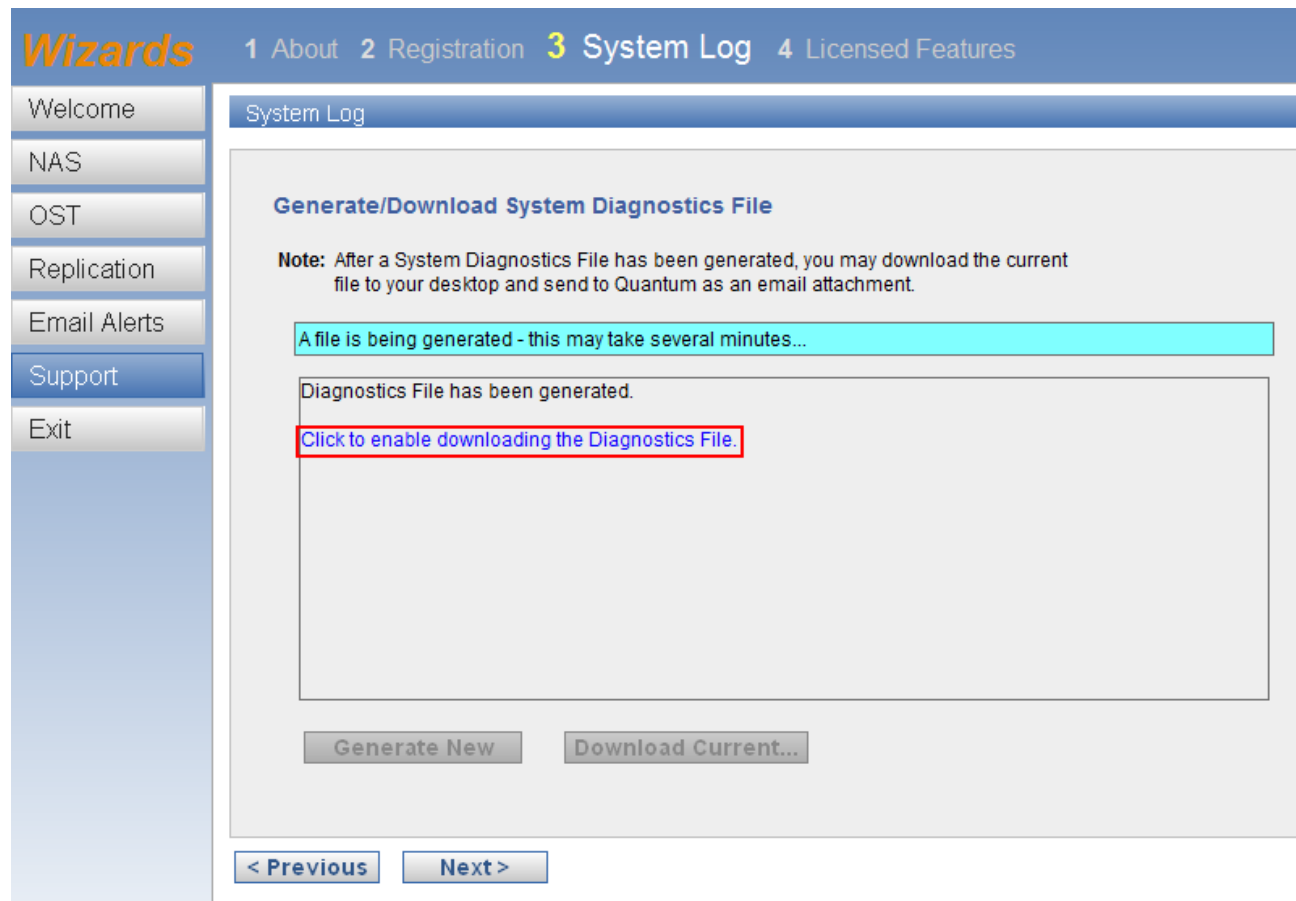 Wizards
1 About 2 Registration 3 System Log 4 Licensed Features
Welcome
NAS
OST
Replication
Email Alerts
Support
Exit
System Log
Generate/Download System Diagnostics File
Note: After a System Diagnostics File has been generated, you may download the current
file to your desktop and send to Quantum as an email attachment.
A file is being generated - this may take several minutes...
Diagnostics File has been generated.
Click to enable downloading the Diagnostics File.
Generate New Download Current...
< Previous Next >